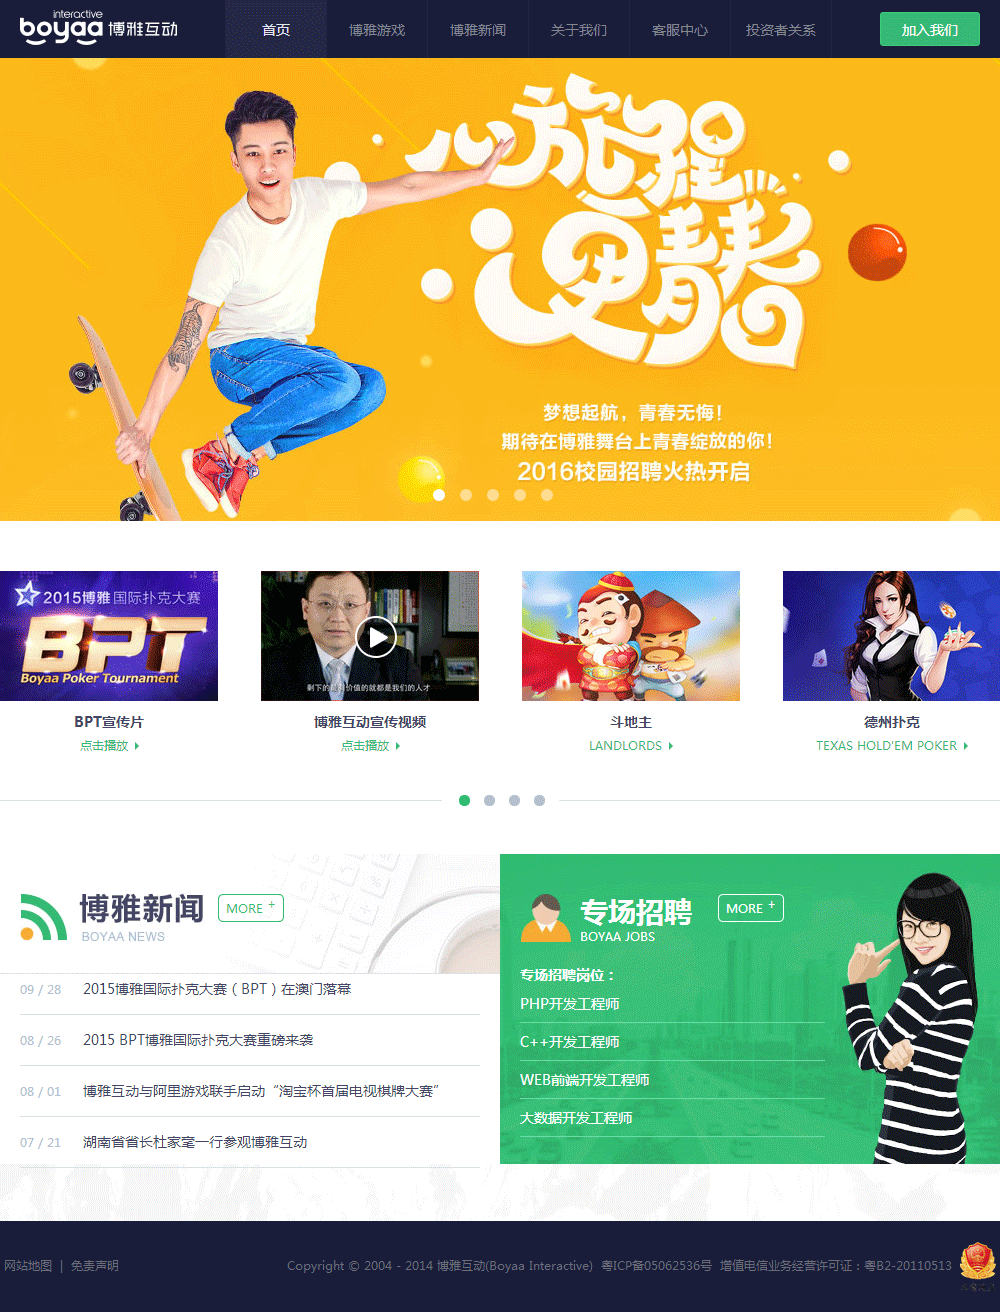 interactive
boyaa 博雅互动
首页 博雅游戏 博雅新闻 关于我们 客服中心 投资者关系 加入我们
心旅程
更青春
梦想起航，青春无悔！
期待在博雅舞台上青春绽放的你！
2016校园招聘火热开启
2015博雅国际扑克大赛
BPT
Boyaa Poker Tournament
剩下的最有价值的就都是我们的人才
BPT宣传片
点击播放
博雅互动宣传视频
点击播放
斗地主
LANDLORDS
德州扑克
TEXAS HOLD'EM POKER
博雅新闻 MORE +
BOYAA NEWS
09 / 28 2015博雅国际扑克大赛（BPT）在澳门落幕
08 / 26 2015 BPT博雅国际扑克大赛重磅来袭
08 / 01 博雅互动与阿里游戏联手启动“淘宝杯首届电视棋牌大赛”
07 / 21 湖南省省长杜家毫一行参观博雅互动
专场招聘 MORE +
BOYAA JOBS
专场招聘岗位：
PHP开发工程师
C++开发工程师
WEB前端开发工程师
大数据开发工程师
网站地图 | 免责声明
Copyright © 2004 - 2014 博雅互动(Boyaa Interactive) 粤ICP备05062536号 增值电信业务经营许可证：粤B2-20110513